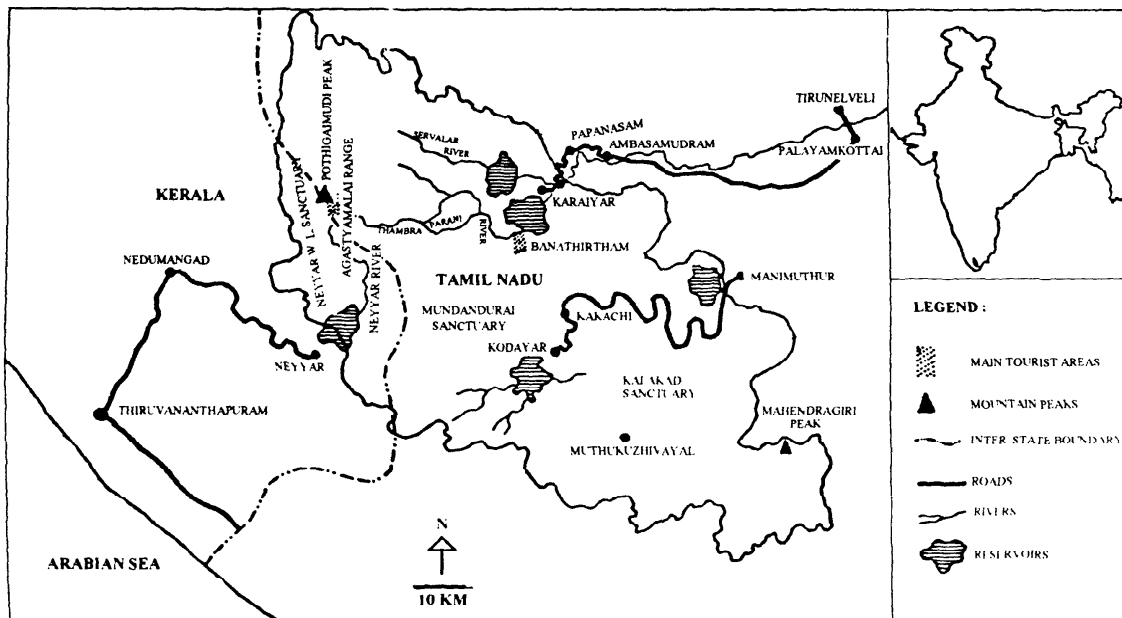 TIRUNELVELI
PAPANASAM
AMBASAMUDRAM
PALAYAMKOTTAI
SERVALAR
RIVER
POTHIGAIMUDI PEAK
AGASTYAMALAI RANGE
NEYYAR W L SANCTUARY
NEYYAR RIVER
KERALA
KARAIYAR
THAMBRA
PARANI
RIVER
BANATHIRTHAM
NEDUMANGAD
TAMIL NADU
MANIMUTHUR
MUNDANDURAI
SANCTUARY
KAKACHI
KODAYAR
NEYYAR
KALAKAD
SANCTUARY
THIRUVANANTHAPURAM
MAHENDRAGIRI
PEAK
MUTHUKUZHIVAYAL
ARABIAN SEA
N
10 KM
LEGEND :
MAIN TOURIST AREAS
MOUNTAIN PEAKS
INTER STATE BOUNDARY
ROADS
RIVERS
RESERVOIRS